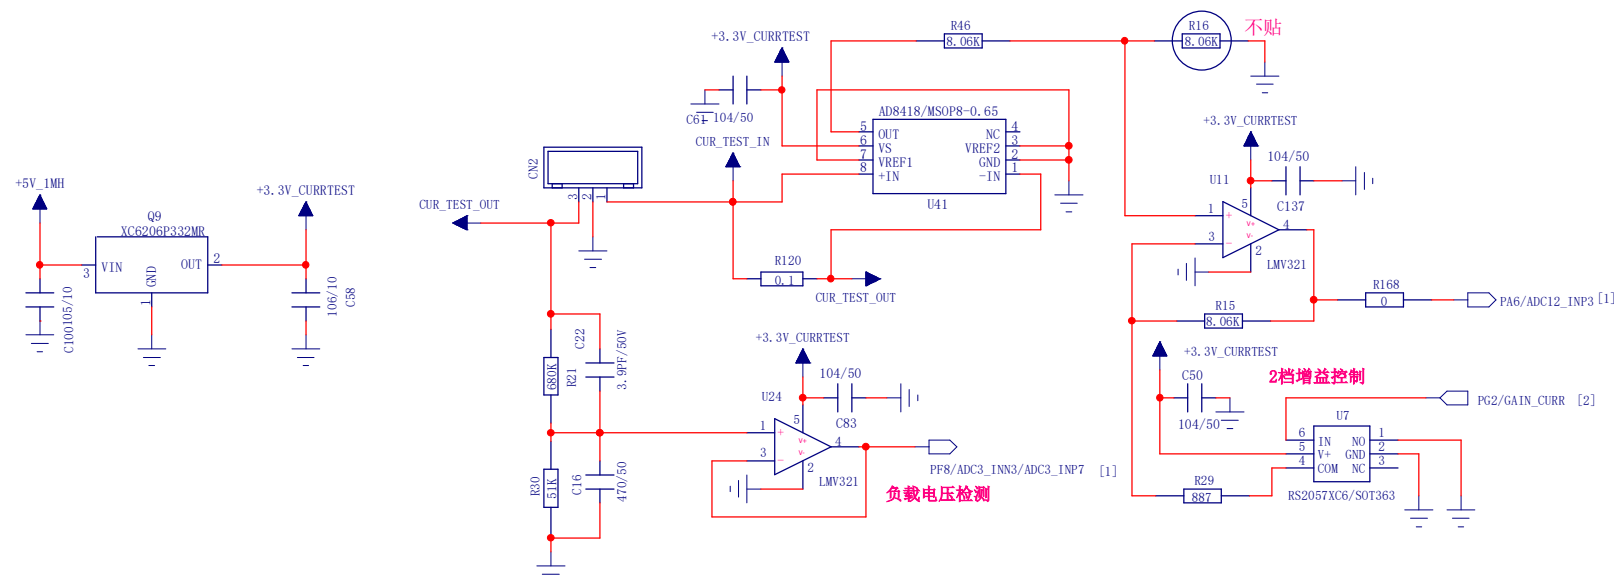 +5V_1MH
Q9
XC6206P332MR
3
VIN
OUT
2
GND
1
C100
105/10
+3.3V_CURRTEST
106/10
C58
CN2
3
2
1
CUR_TEST_OUT
+3.3V_CURRTEST
C61
104/50
CUR_TEST_IN
R120
0.1
CUR_TEST_OUT
AD8418/MSOP8-0.65
5
OUT
6
VS
7
VREF1
8
+IN
NC
4
VREF2
3
GND
2
-IN
1
U41
R46
8.06K
R16
8.06K
不贴
680K
R21
C22
3.9PF/50V
R30
51K
C16
470/50
+3.3V_CURRTEST
104/50
C83
U24
1
+
3
-
5
V+
V-
4
2
LMV321
PF8/ADC3_INN3/ADC3_INP7
[1]
负载电压检测
+3.3V_CURRTEST
104/50
C137
U11
1
+
3
-
5
V+
V-
4
2
LMV321
R15
8.06K
R168
0
PA6/ADC12_INP3
[1]
+3.3V_CURRTEST
C50
104/50
2档增益控制
PG2/GAIN_CURR
[2]
U7
6
IN
5
V+
4
COM
NO
1
GND
2
NC
3
RS2057XC6/SOT363
R29
887